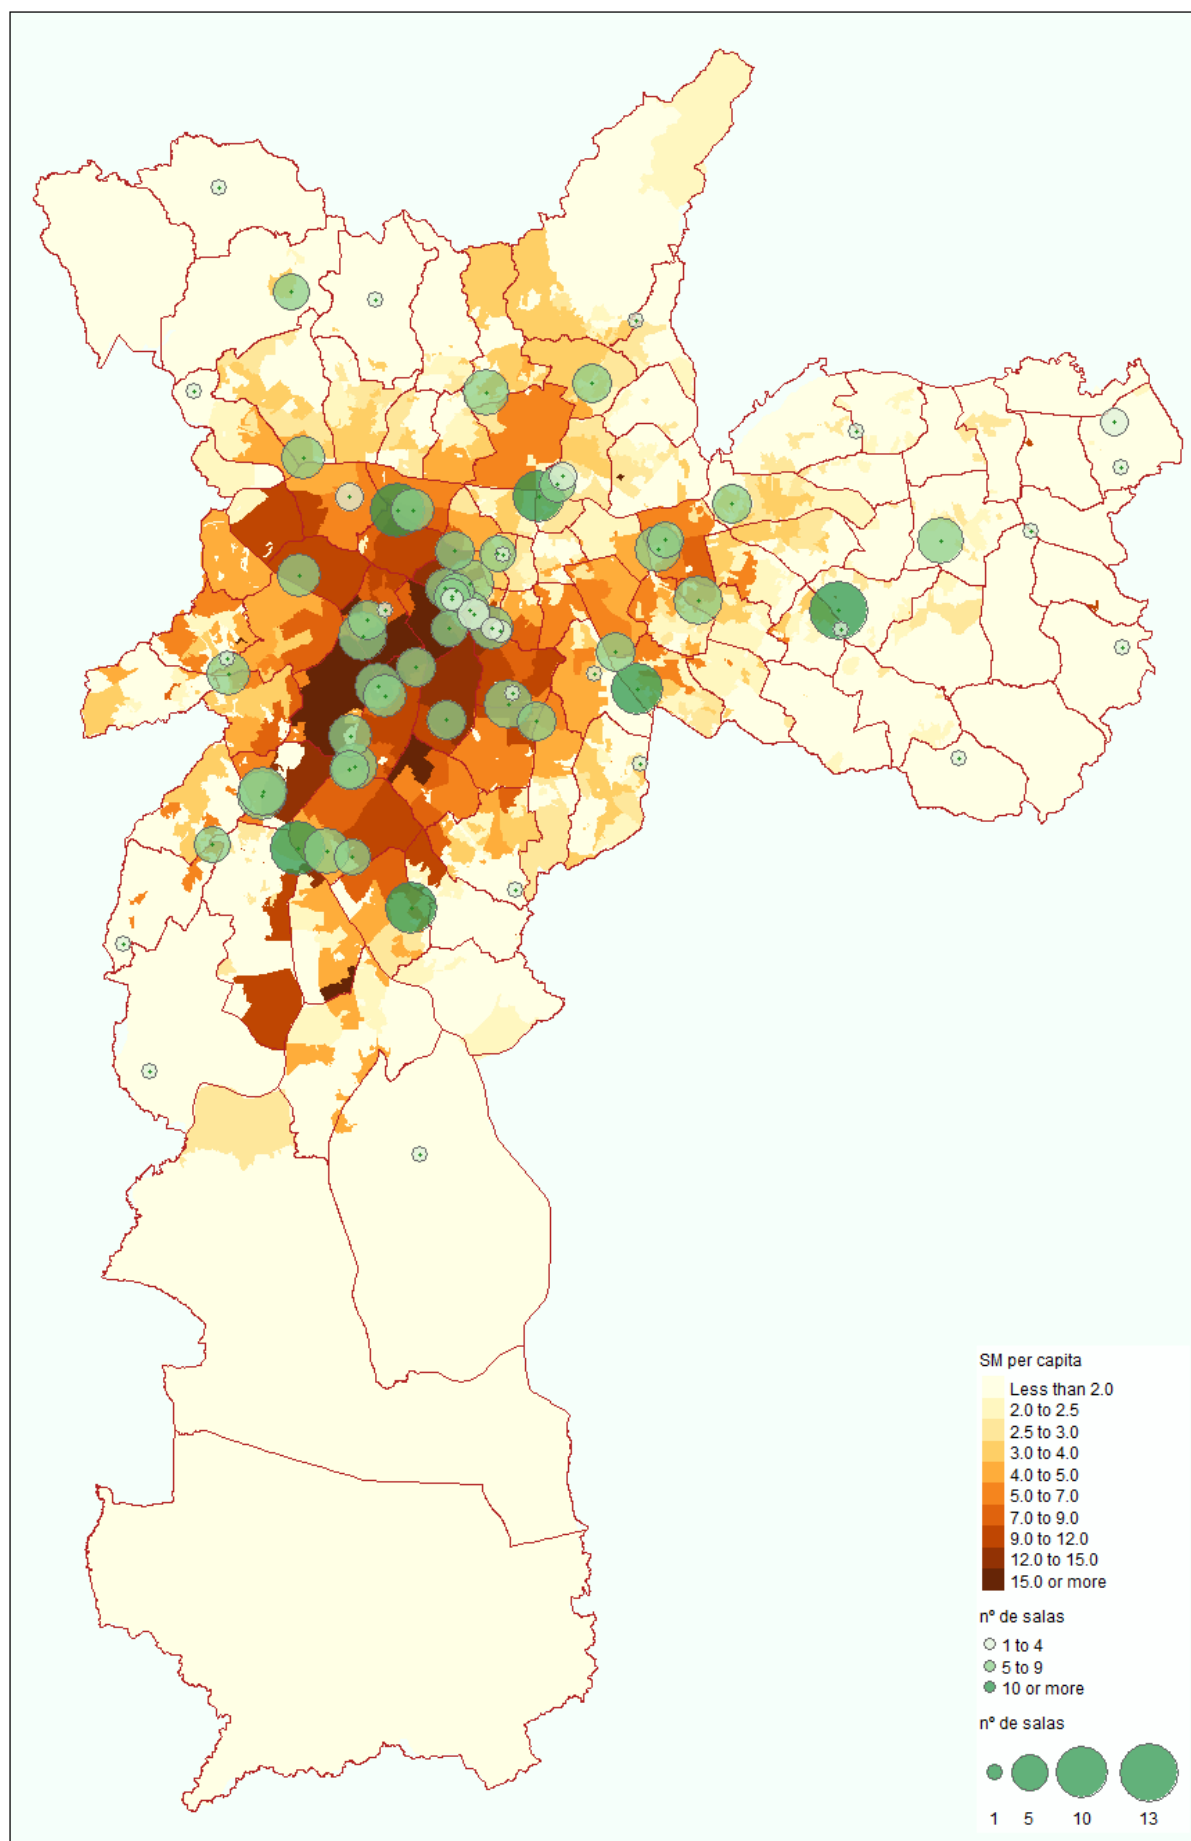 SM per capita
Less than 2.0
2.0 to 2.5
2.5 to 3.0
3.0 to 4.0
4.0 to 5.0
5.0 to 7.0
7.0 to 9.0
9.0 to 12.0
12.0 to 15.0
15.0 or more
nº de salas
1 to 4
5 to 9
10 or more
nº de salas
1 5 10 13